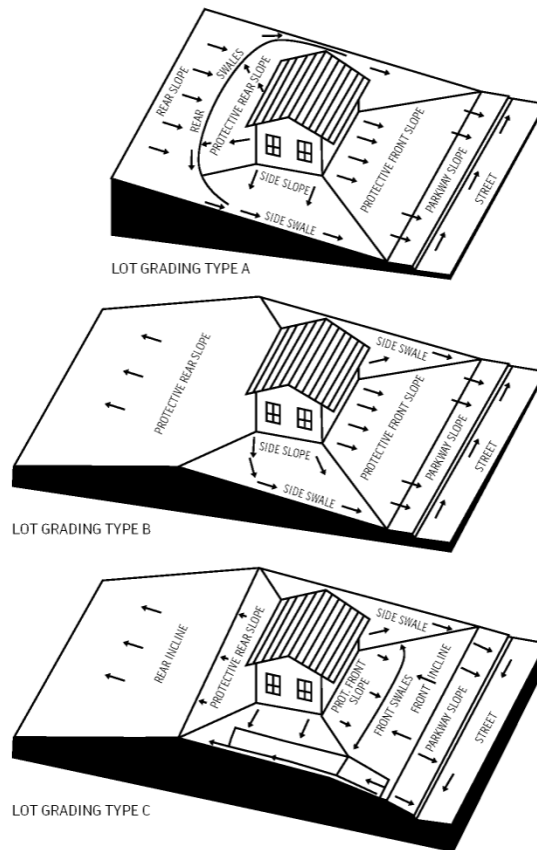 REAR SLOPE
REAR
SWALES
PROTECTIVE REAR SLOPE
SIDE SLOPE
SIDE SWALE
PROTECTIVE FRONT SLOPE
PARKWAY SLOPE
STREET
LOT GRADING TYPE A
PROTECTIVE REAR SLOPE
SIDE SWALE
SIDE SLOPE
SIDE SWALE
PROTECTIVE FRONT SLOPE
PARKWAY SLOPE
STREET
LOT GRADING TYPE B
REAR INCLINE
PROTECTIVE REAR SLOPE
SIDE SWALE
PROT. FRONT
SLOPE
FRONT SWALES
FRONT INCLINE
PARKWAY SLOPE
STREET
LOT GRADING TYPE C